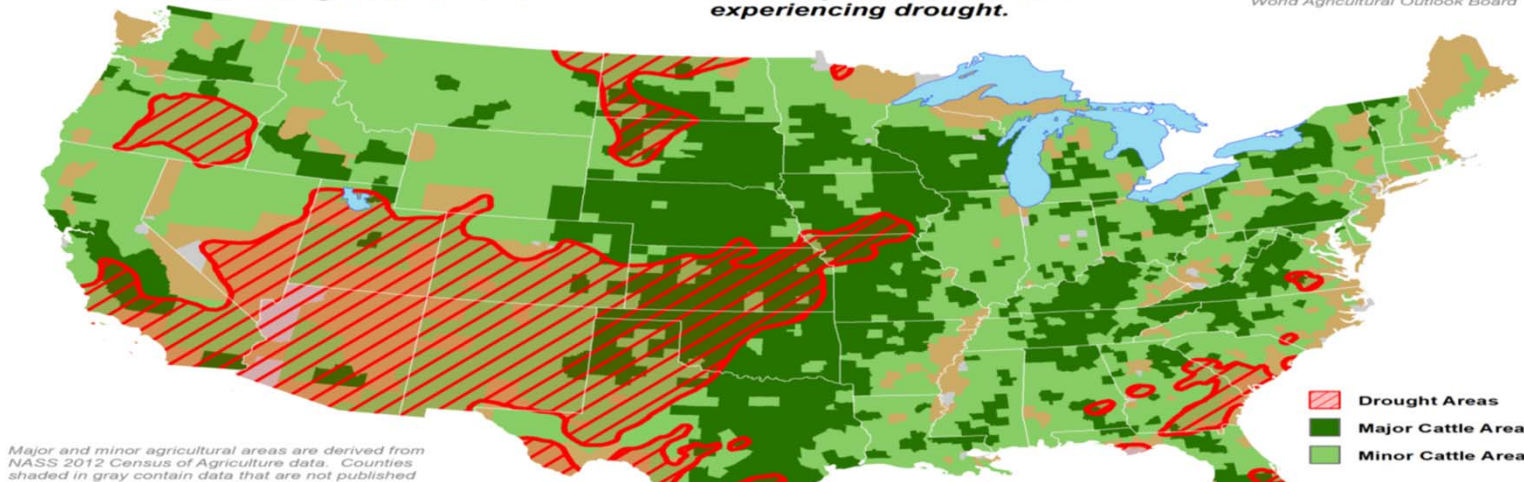 experiencing drought.
World Agricultural Outlook Board
Drought Areas
Major Cattle Area
Minor Cattle Area
Major and minor agricultural areas are derived from
NASS 2012 Census of Agriculture data. Counties
shaded in gray contain data that are not published